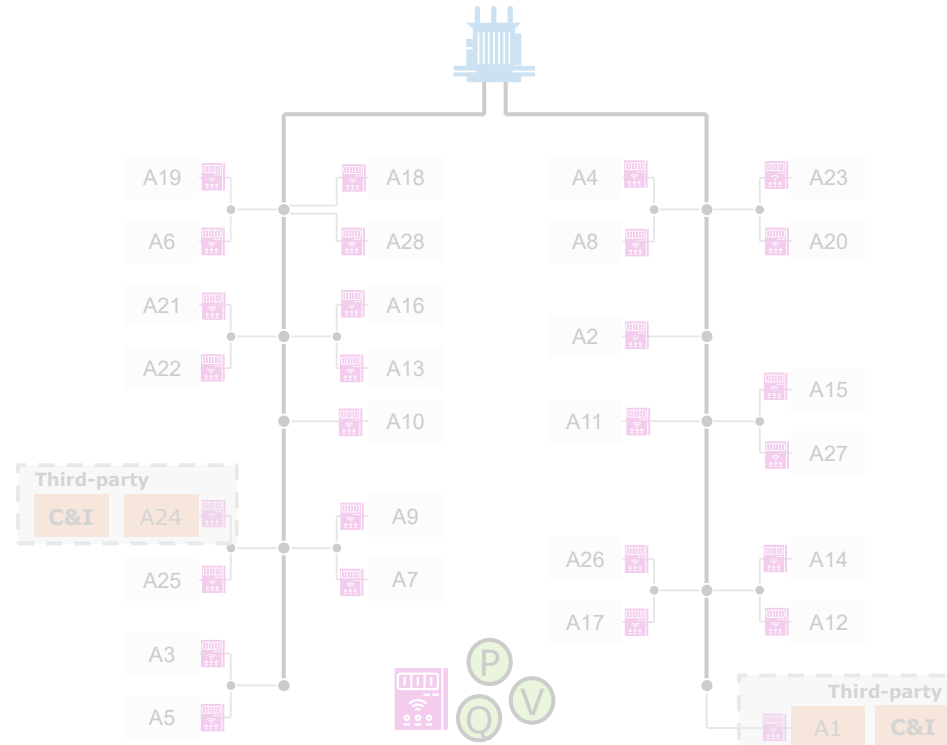 A19
A18
A4
A23
A6
A28
A8
A20
A21
A16
A2
A22
A13
A15
A10
A11
A27
Third-party
C&I
A24
A9
A25
A7
A26
A14
A17
A12
A3
P
A5
Q
V
Third-party
A1
C&I